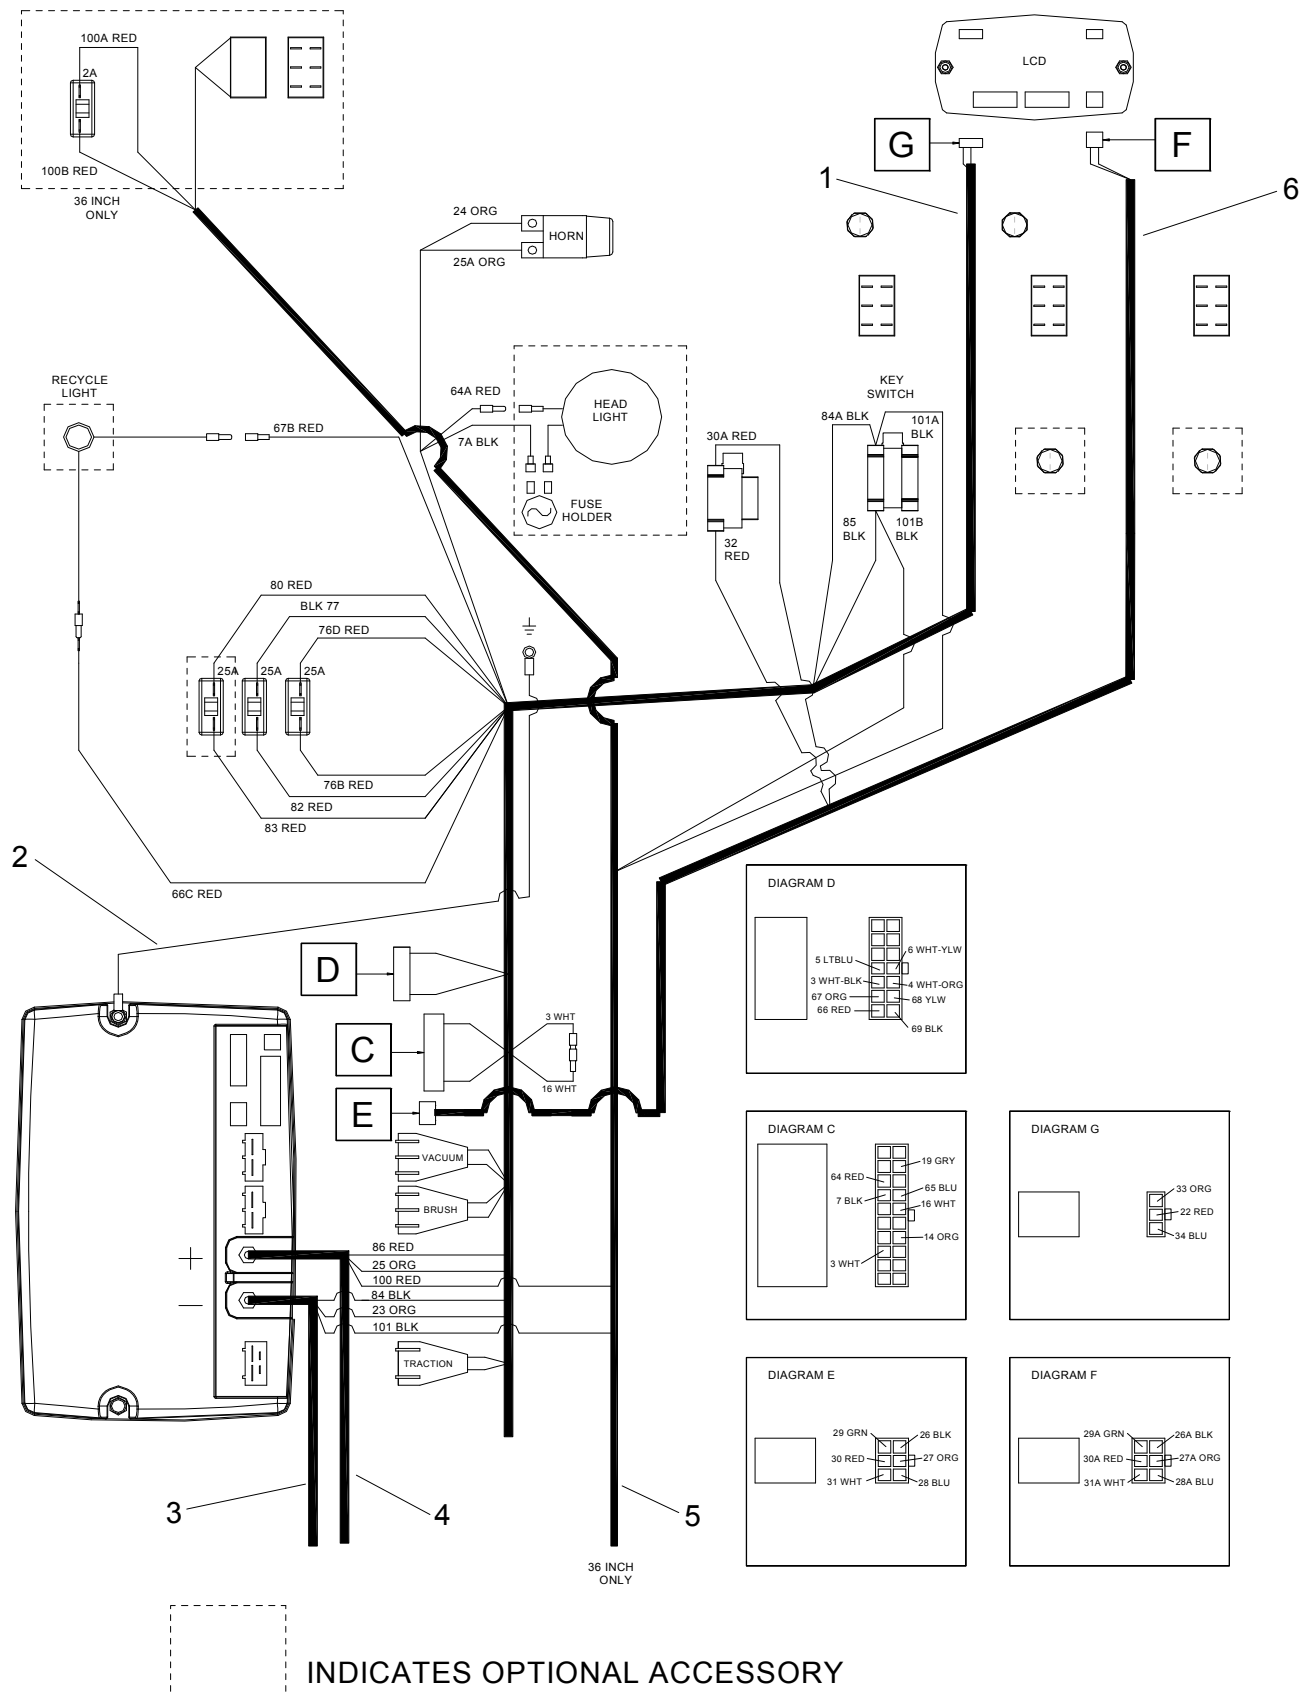 100A RED
2A
100B RED
36 INCH
ONLY
LCD
G
F
1
6
24 ORG
HORN
25A ORG
RECYCLE
LIGHT
67B RED
64A RED
7A BLK
HEAD
LIGHT
FUSE
HOLDER
KEY
SWITCH
84A BLK
101A
BLK
30A RED
32
RED
85
BLK
101B
BLK
80 RED
BLK 77
76D RED
25A
25A
25A
76B RED
82 RED
83 RED
66C RED
2
D
C
E
3 WHT
16 WHT
VACUUM
BRUSH
86 RED
25 ORG
100 RED
84 BLK
23 ORG
101 BLK
TRACTION
+
—
3
4
5
36 INCH
ONLY
DIAGRAM D
6 WHT-YLW
5 LTBLU
3 WHT-BLK
4 WHT-ORG
67 ORG
68 YLW
66 RED
69 BLK
DIAGRAM C
19 GRY
64 RED
65 BLU
7 BLK
16 WHT
14 ORG
3 WHT
DIAGRAM G
33 ORG
22 RED
34 BLU
DIAGRAM E
29 GRN
26 BLK
30 RED
27 ORG
31 WHT
28 BLU
DIAGRAM F
29A GRN
26A BLK
30A RED
27A ORG
31A WHT
28A BLU
INDICATES OPTIONAL ACCESSORY